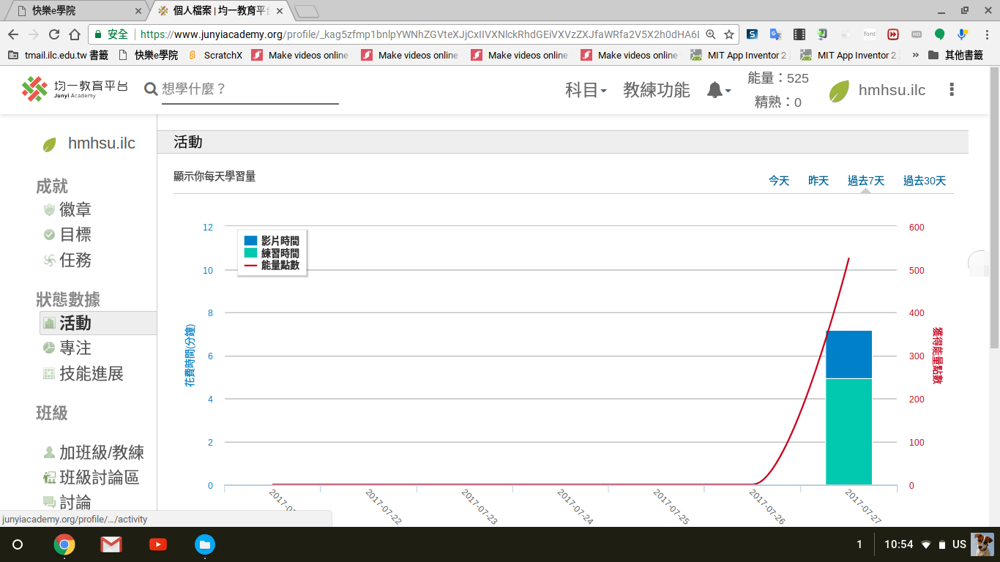 快樂e學院
個人檔案 | 均一教育平
安全
https://www.junyiacademy.org/profile/_kag5zfmp1bnlpYWNhZGVteXJjCxIIVXNlckRhdGEiVXVzZXJfaWRfa2V5X2h0dHA6I
font
HD
tmail.ilc.edu.tw 書籤
快樂e學院
ScratchX
Make videos online
Make videos online
Make videos online
Make videos online
MIT App Inventor 2
MIT App Inventor 2
»
其他書籤
均一教育平台
Junyi Academy
想學什麼？
科目
教練功能
能量：525
精熟：0
hmhsu.ilc
hmhsu.ilc
成就
徽章
目標
任務
狀態數據
活動
專注
技能進展
班級
加班級/教練
班級討論區
討論
活動
顯示你每天學習量
今天
昨天
過去7天
過去30天
影片時間
練習時間
能量點數
花費時間(分鐘)
12
10
8
6
4
2
0
獲得能量點數
600
500
400
300
200
100
0
2017-07-22
2017-07-23
2017-07-24
2017-07-25
2017-07-26
2017-07-27
junyiacademy.org/profile/.../activity
1
10:54
US